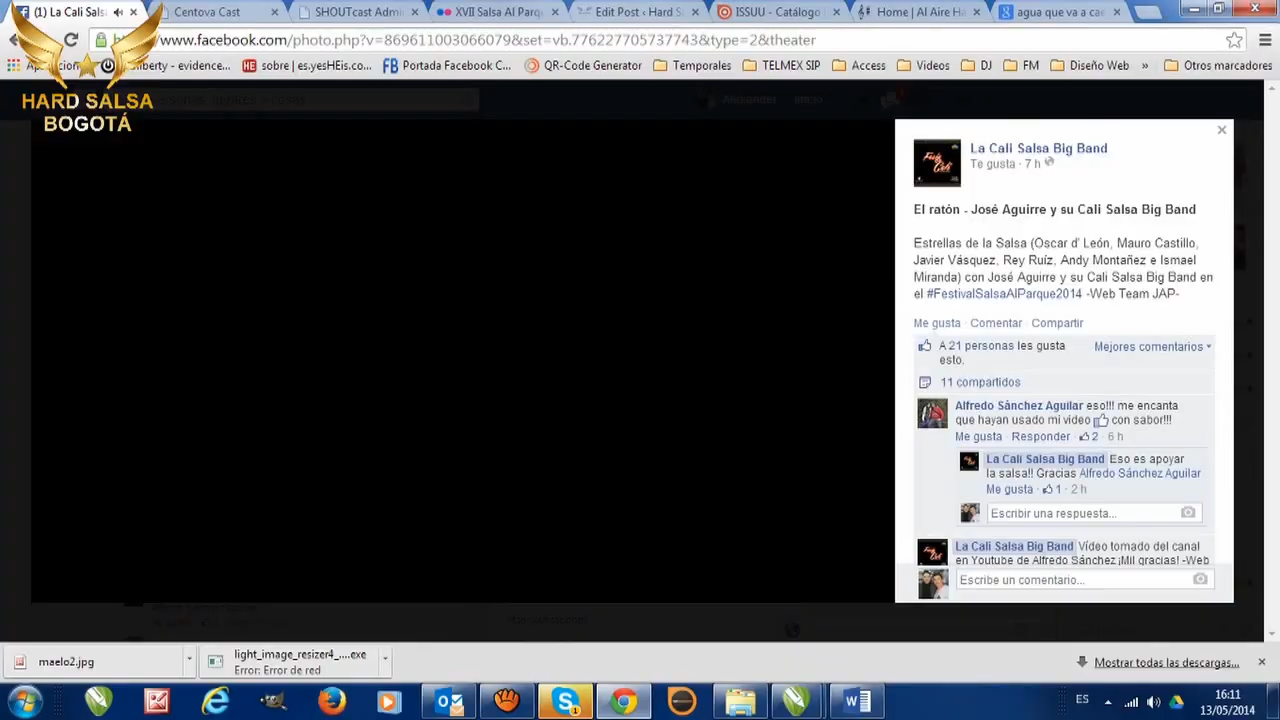 (1) La Cali Sals
Centova Cast
SHOUTcast Admi
XVII Salsa Al Parq
Edit Post ‹ Hard S
ISSUU - Catálogo
Home | Al Aire Ha
agua que va a cae
www.facebook.com/photo.php?v=869611003066079&set=vb.776227705737743&type=2&theater
liberty - evidence...
sobre | es.yesHEis.co...
Portada Facebook C...
QR-Code Generator
Temporales
TELMEX SIP
Access
Videos
DJ
FM
Diseño Web
»
Otros marcadores
HARD SALSA
BOGOTÁ
Alexander
Inicio
La Cali Salsa Big Band
Te gusta · 7 h
El ratón - José Aguirre y su Cali Salsa Big Band
Estrellas de la Salsa (Oscar d' León, Mauro Castillo,
Javier Vásquez, Rey Ruíz, Andy Montañez e Ismael
Miranda) con José Aguirre y su Cali Salsa Big Band en
el #FestivalSalsaAlParque2014 -Web Team JAP-
Me gusta · Comentar · Compartir
A 21 personas les gusta
esto.
Mejores comentarios
11 compartidos
Alfredo Sánchez Aguilar eso!!! me encanta
que hayan usado mi video con sabor!!!
Me gusta · Responder · 2 · 6 h
La Cali Salsa Big Band Eso es apoyar
la salsa!! Gracias Alfredo Sánchez Aguilar
Me gusta · 1 · 2 h
Escribir una respuesta...
La Cali Salsa Big Band Vídeo tomado del canal
en Youtube de Alfredo Sánchez ¡Mil gracias! -Web
Escribe un comentario...
maelo2.jpg
light_image_resizer4_....exe
Error: Error de red
Mostrar todas las descargas...
ES
16:11
13/05/2014